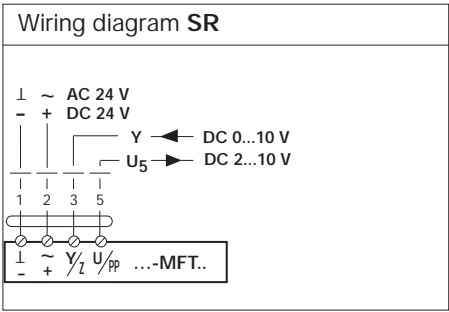 Wiring diagram SR
⊥ ~ AC 24 V
– + DC 24 V
Y DC 0...10 V
U5 DC 2...10 V
1 2 3 5
⊥ ~ Y/Z U/PP ...-MFT..
– +